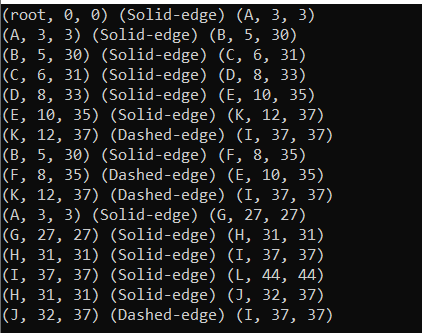 (root, 0, 0) (Solid-edge) (A, 3, 3)
(A, 3, 3) (Solid-edge) (B, 5, 30)
(B, 5, 30) (Solid-edge) (C, 6, 31)
(C, 6, 31) (Solid-edge) (D, 8, 33)
(D, 8, 33) (Solid-edge) (E, 10, 35)
(E, 10, 35) (Solid-edge) (K, 12, 37)
(K, 12, 37) (Dashed-edge) (I, 37, 37)
(B, 5, 30) (Solid-edge) (F, 8, 35)
(F, 8, 35) (Dashed-edge) (E, 10, 35)
(K, 12, 37) (Dashed-edge) (I, 37, 37)
(A, 3, 3) (Solid-edge) (G, 27, 27)
(G, 27, 27) (Solid-edge) (H, 31, 31)
(H, 31, 31) (Solid-edge) (I, 37, 37)
(I, 37, 37) (Solid-edge) (L, 44, 44)
(H, 31, 31) (Solid-edge) (J, 32, 37)
(J, 32, 37) (Dashed-edge) (I, 37, 37)